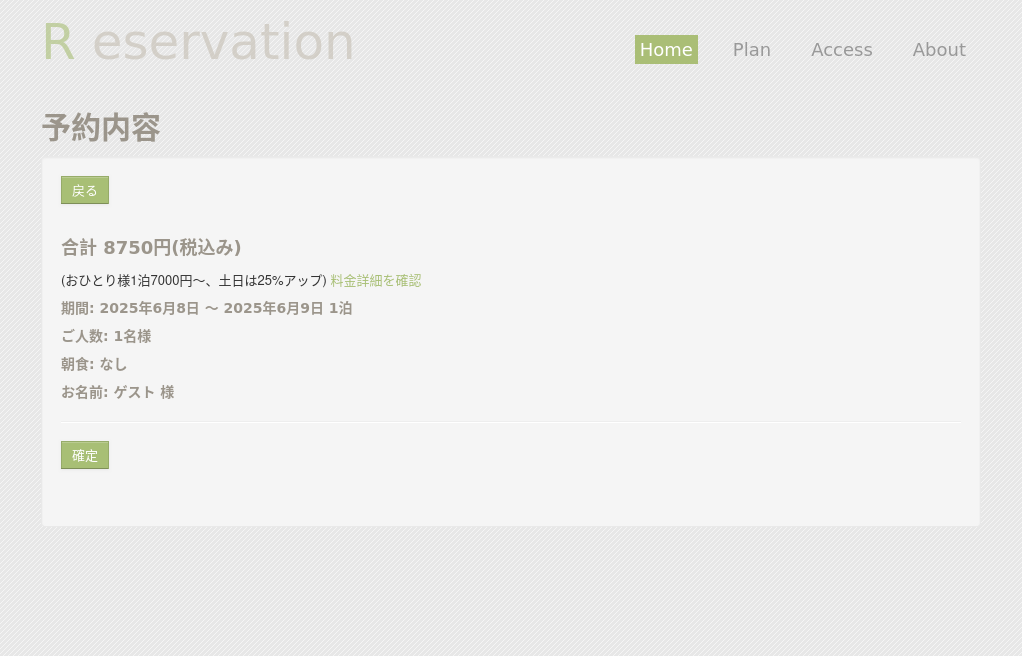 R eservation
Home Plan Access About
予約内容
戻る
合計 8750円(税込み)
(おひとり様1泊7000円〜、土日は25%アップ) 料金詳細を確認
期間: 2025年6月8日 〜 2025年6月9日 1泊
ご人数: 1名様
朝食: なし
お名前: ゲスト 様
確定